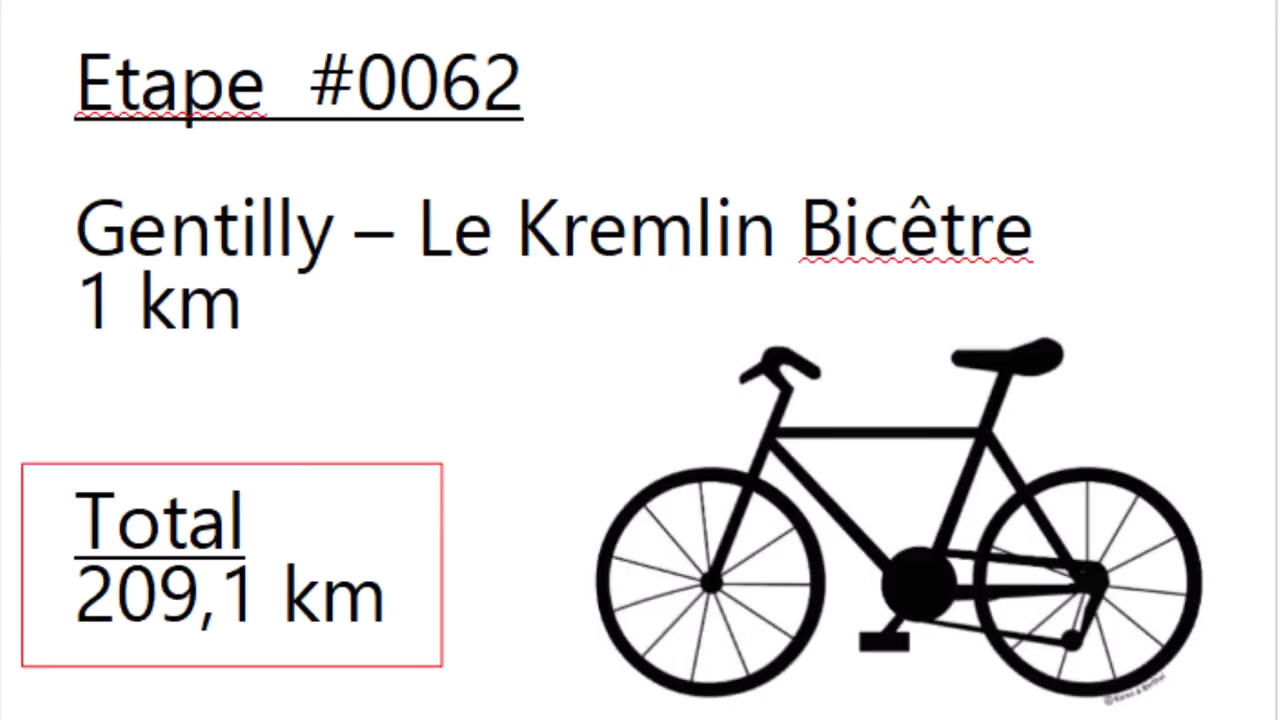 Etape #0062
Gentilly – Le Kremlin Bicêtre
1 km
Total
209,1 km